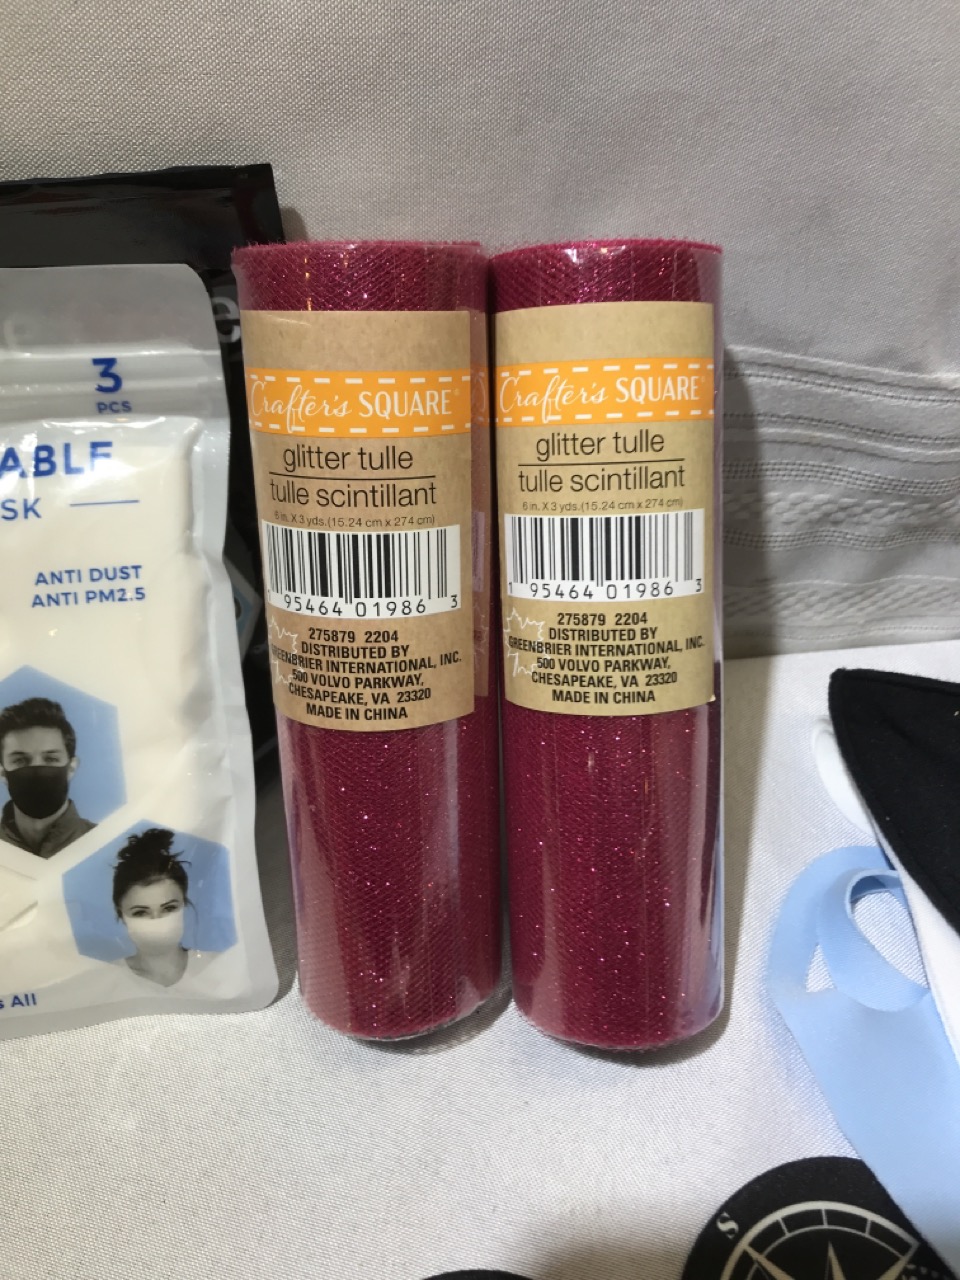 3
PCS
ABLE
SK
ANTI DUST
ANTI PM2.5
s All
e
Crafter's SQUARE®
glitter tulle
tulle scintillant
6 in. X 3 yds.(15.24 cm x 274 cm)
1 95464 01986 3
275879 2204
DISTRIBUTED BY
GREENBRIER INTERNATIONAL, INC.
500 VOLVO PARKWAY,
CHESAPEAKE, VA 23320
MADE IN CHINA
Crafter's SQUARE®
glitter tulle
tulle scintillant
6 in. X 3 yds.(15.24 cm x 274 cm)
1 95464 01986 3
275879 2204
DISTRIBUTED BY
GREENBRIER INTERNATIONAL, INC.
500 VOLVO PARKWAY,
CHESAPEAKE, VA 23320
MADE IN CHINA
S